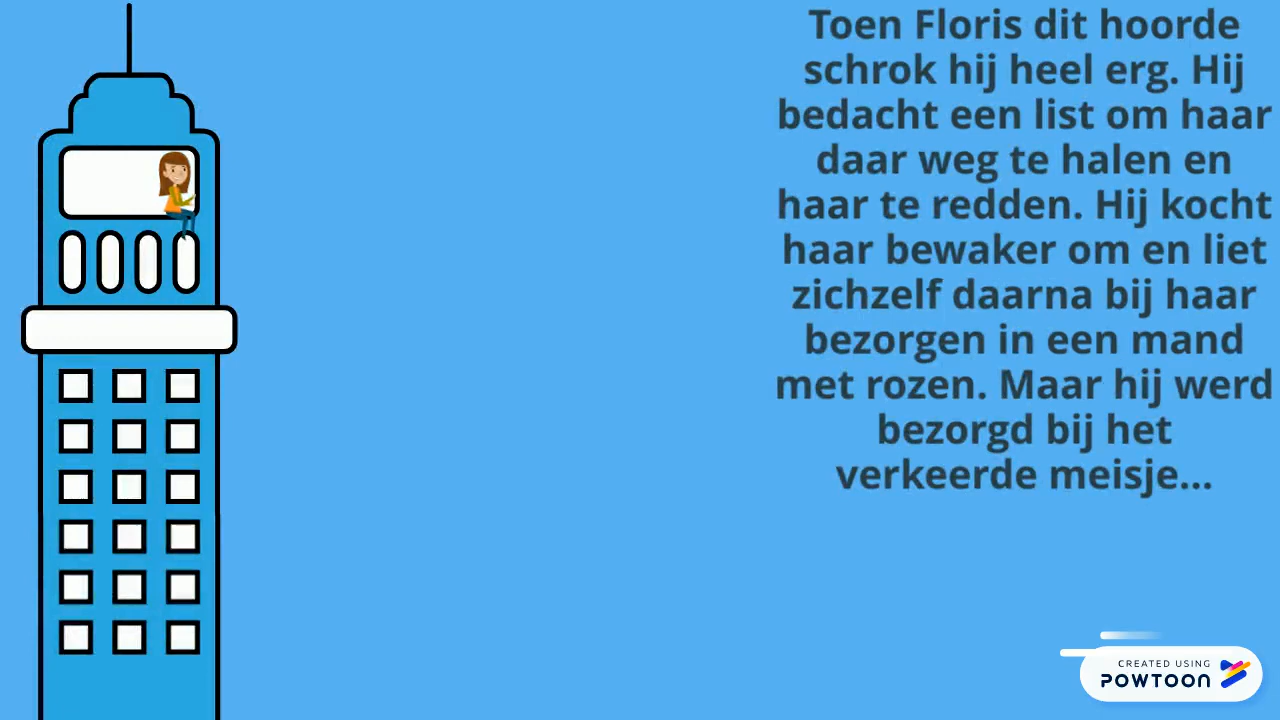 Toen Floris dit hoorde
schrok hij heel erg. Hij
bedacht een list om haar
daar weg te halen en
haar te redden. Hij kocht
haar bewaker om en liet
zichzelf daarna bij haar
bezorgen in een mand
met rozen. Maar hij werd
bezorgd bij het
verkeerde meisje...
CREATED USING
POWTOON